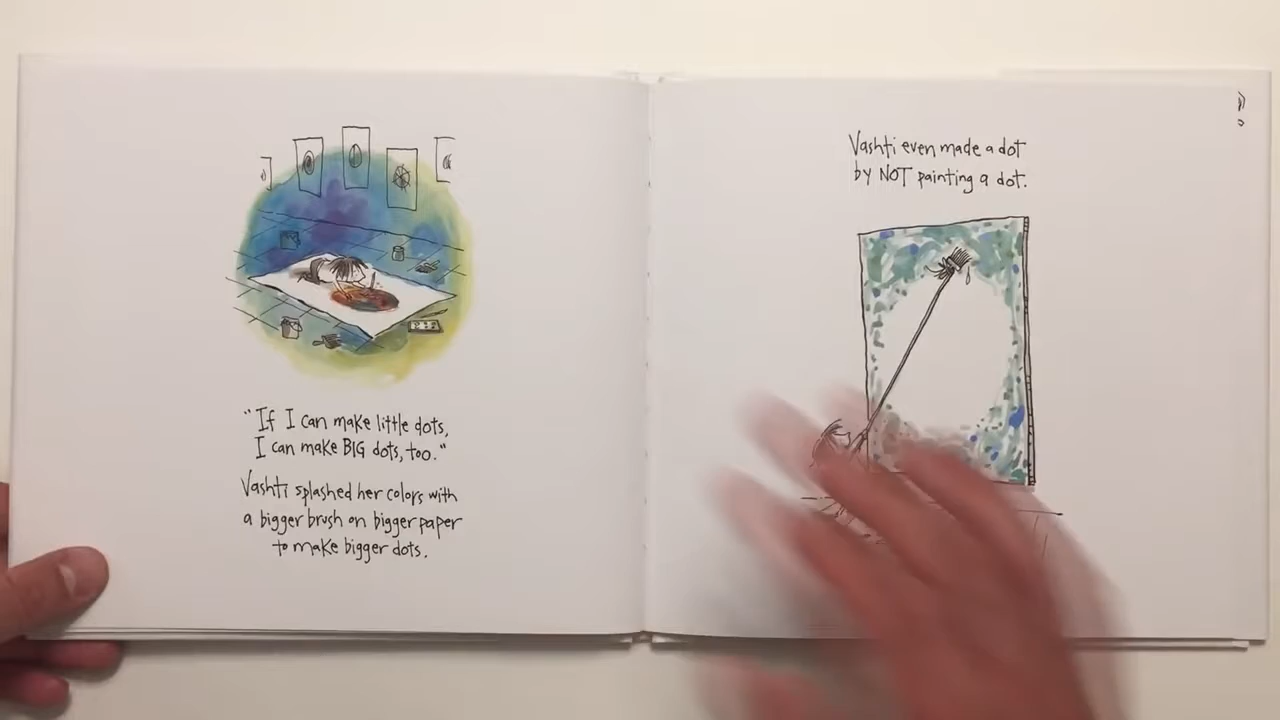 "If I can make little dots,
I can make BIG dots, too."
Vashti splashed her colors with
a bigger brush on bigger paper
to make bigger dots.
Vashti even made a dot
by NOT painting a dot.